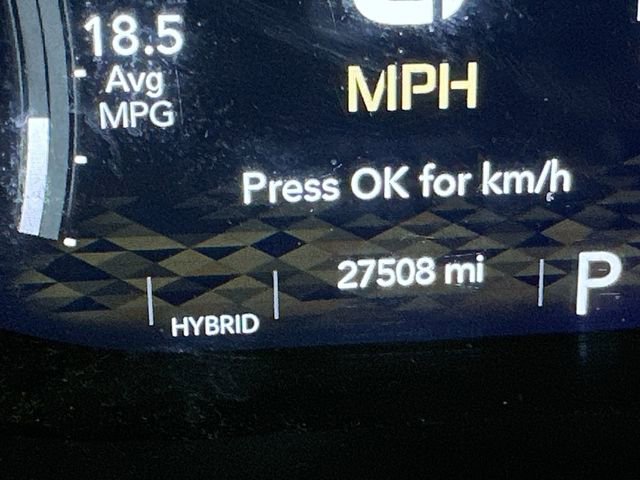 18.5
Avg
MPG
MPH
Press OK for km/h
27508 mi
P
HYBRID